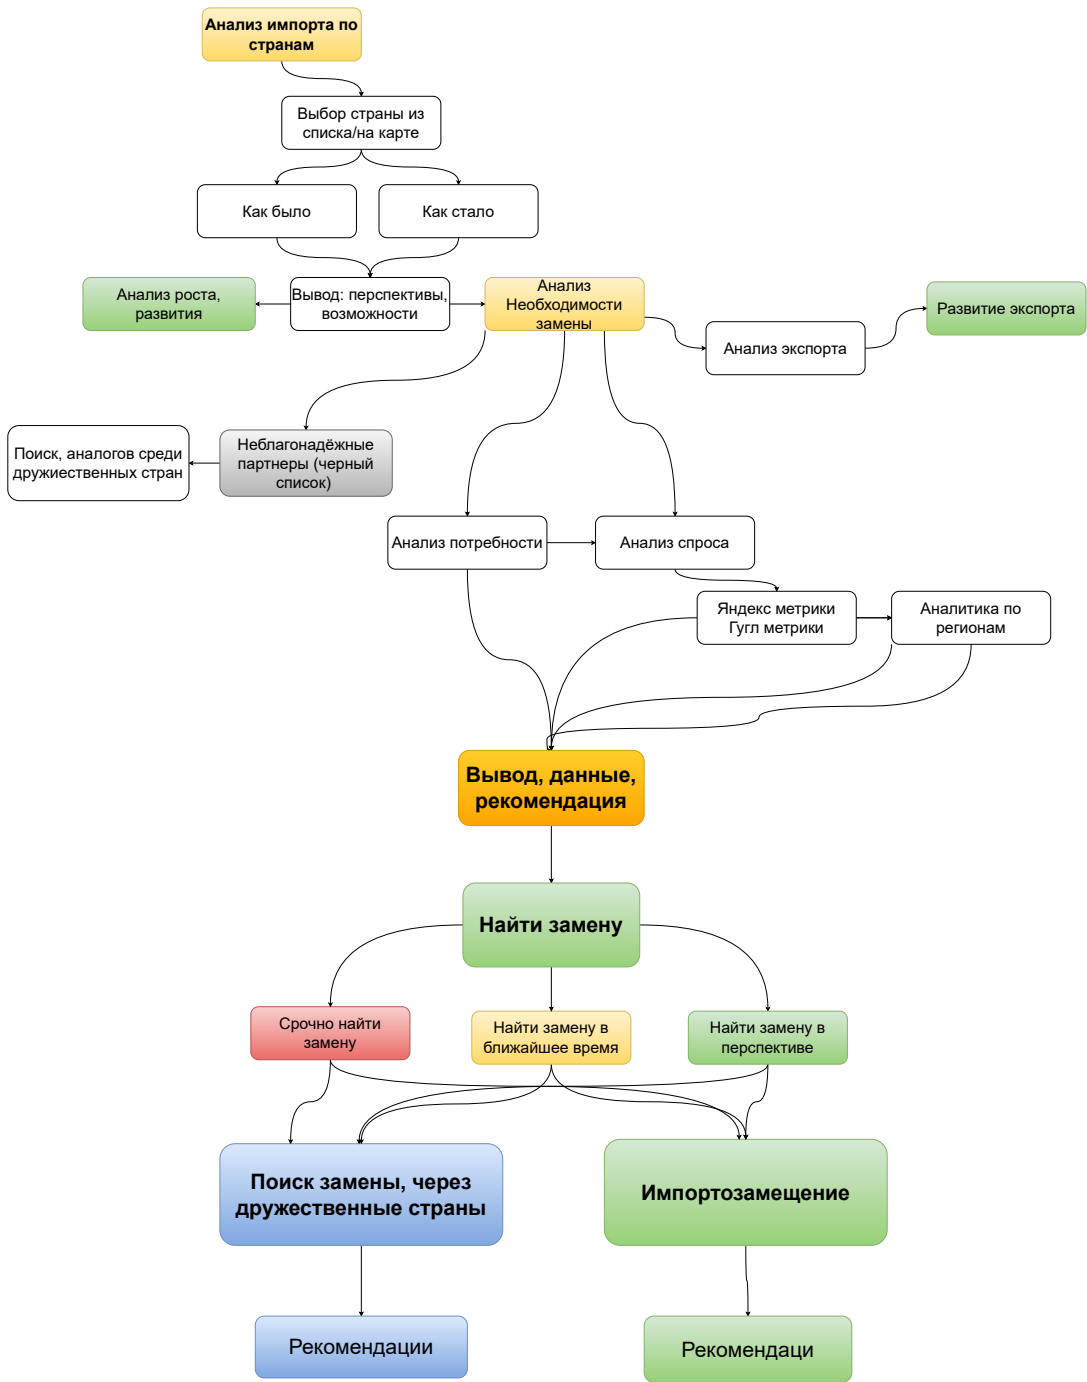 Анализ импорта по
странам
Выбор страны из
списка/на карте
Как было
Как стало
Анализ роста,
развития
Вывод: перспективы,
возможности
Анализ
Необходимости
замены
Анализ экспорта
Развитие экспорта
Поиск, аналогов среди
дружиественных стран
Неблагонадёжные
партнеры (черный
список)
Анализ потребности
Анализ спроса
Яндекс метрики
Гугл метрики
Аналитика по
регионам
Вывод, данные,
рекомендация
Найти замену
Срочно найти
замену
Найти замену в
ближайшее время
Найти замену в
перспективе
Поиск замены, через
дружественные страны
Импортозамещение
Рекомендации
Рекомендаци